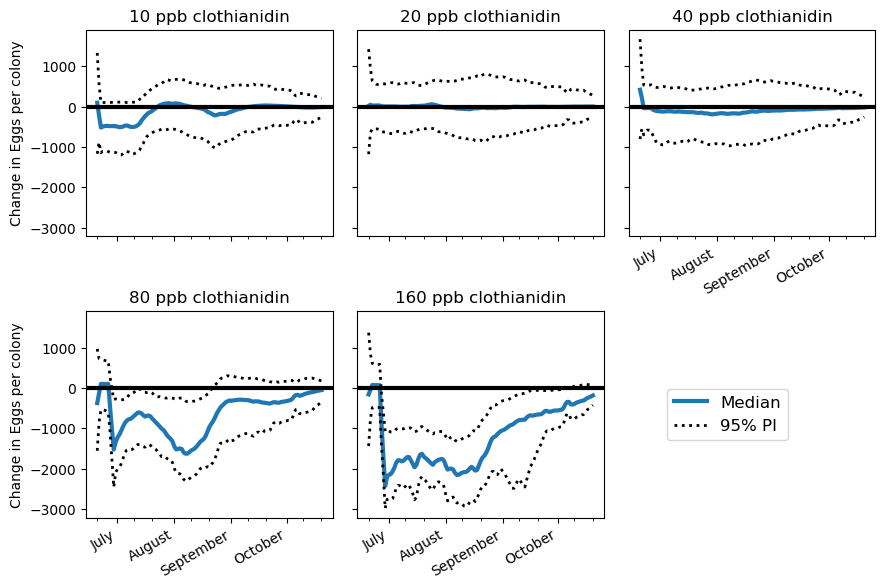 10 ppb clothianidin
20 ppb clothianidin
40 ppb clothianidin
Change in Eggs per colony
1000
0
−1000
−2000
−3000
July
August
September
October
80 ppb clothianidin
160 ppb clothianidin
Change in Eggs per colony
1000
0
−1000
−2000
−3000
July
August
September
October
July
August
September
October
Median
95% PI